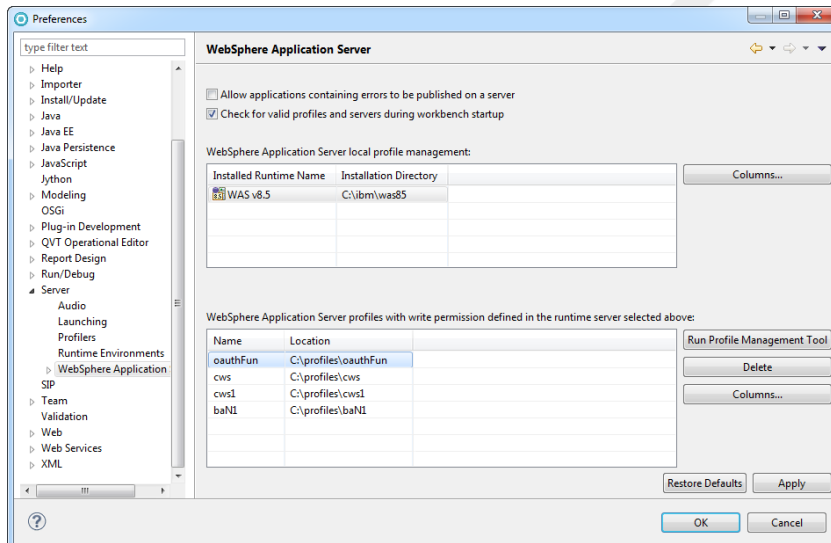 Preferences
type filter text
Help
Importer
Install/Update
Java
Java EE
Java Persistence
JavaScript
Jython
Modeling
OSGi
Plug-in Development
QVT Operational Editor
Report Design
Run/Debug
Server
Audio
Launching
Profilers
Runtime Environments
WebSphere Application
SIP
Team
Validation
Web
Web Services
XML
WebSphere Application Server
Allow applications containing errors to be published on a server
Check for valid profiles and servers during workbench startup
WebSphere Application Server local profile management:
Installed Runtime Name Installation Directory
WAS v8.5 C:\ibm\was85
Columns...
WebSphere Application Server profiles with write permission defined in the runtime server selected above:
Name Location
oauthFun C:\profiles\oauthFun
cws C:\profiles\cws
cws1 C:\profiles\cws1
baN1 C:\profiles\baN1
Run Profile Management Tool
Delete
Columns...
Restore Defaults Apply
OK Cancel